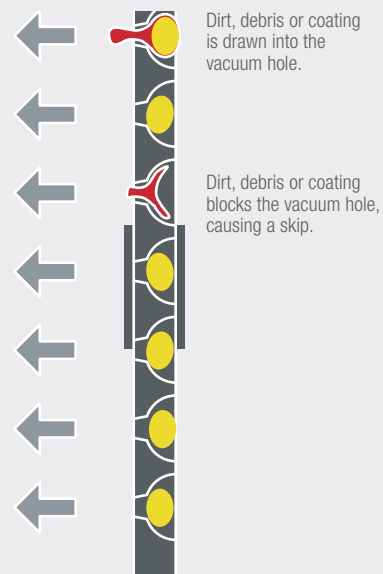 Dirt, debris or coating
is drawn into the
vacuum hole.
Dirt, debris or coating
blocks the vacuum hole,
causing a skip.